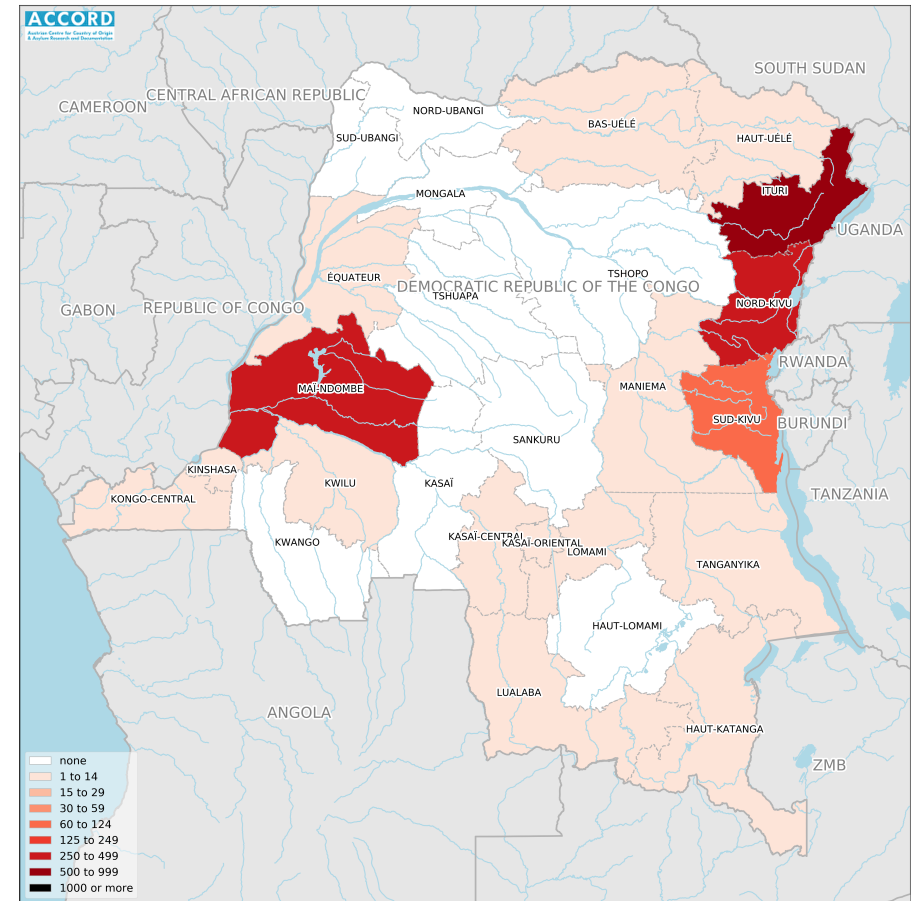 ACCORD
Austrian Centre for Country of Origin
& Asylum Research and Documentation
SOUTH SUDAN
CENTRAL AFRICAN REPUBLIC
CAMEROON
NORD-UBANGI
BAS-UÉLÉ
SUD-UBANGI
HAUT-UÉLÉ
ITURI
MONGALA
UGANDA
TSHOPO
ÉQUATEUR
DEMOCRATIC REPUBLIC OF THE CONGO
TSHUAPA
NORD-KIVU
GABON
REPUBLIC OF CONGO
RWANDA
MAÏ-NDOMBE
MANIEMA
SUD-KIVU
BURUNDI
SANKURU
KINSHASA
KWILU
KASAÏ
KONGO-CENTRAL
TANZANIA
KASAÏ-CENTRAL
KWANGO
KASAÏ-ORIENTAL
LOMAMI
TANGANYIKA
HAUT-LOMAMI
LUALABA
ANGOLA
HAUT-KATANGA
ZMB
none
1 to 14
15 to 29
30 to 59
60 to 124
125 to 249
250 to 499
500 to 999
1000 or more